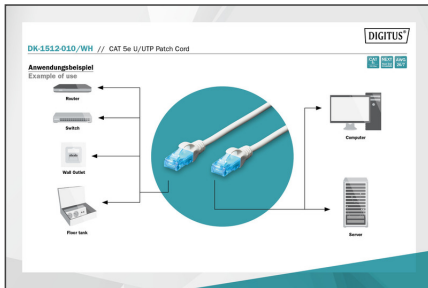 DIGITUS®
DK-1512-010/WH // CAT 5e U/UTP Patch Cord
Anwendungsbeispiel
Example of use
Router
Switch
Wall Outlet
Floor tank
Computer
Server